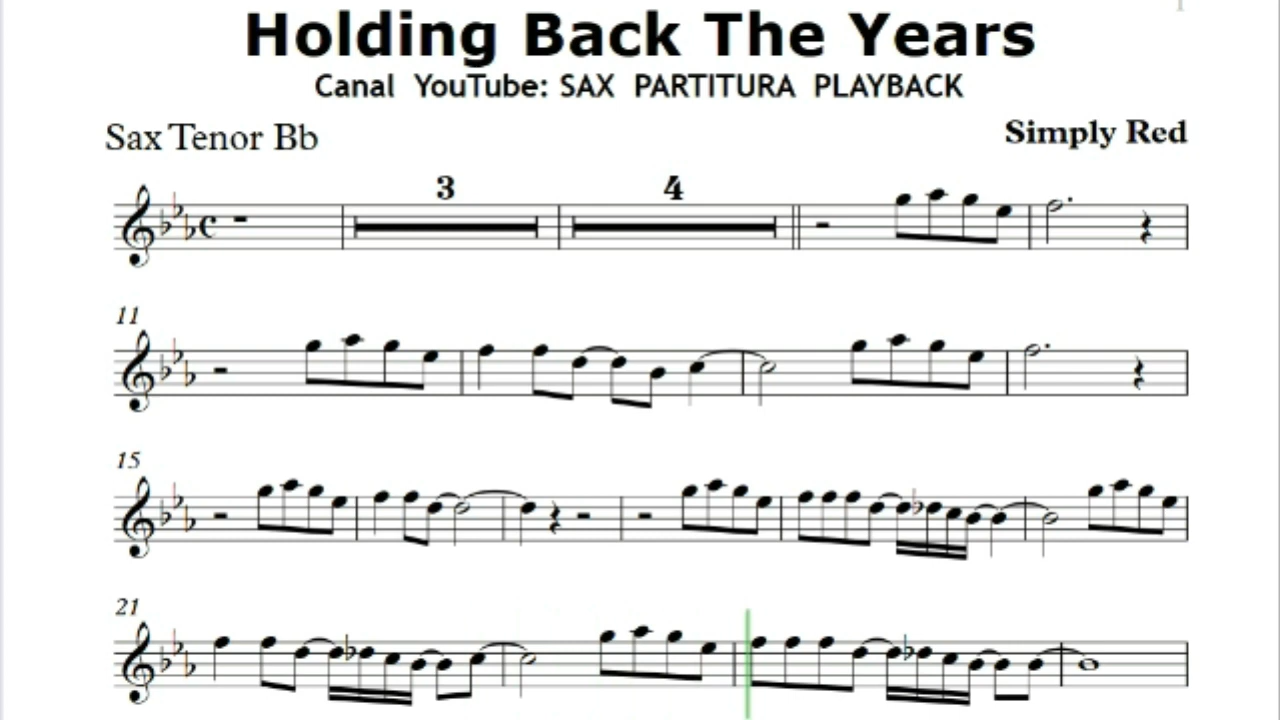 Holding Back The Years
Canal YouTube: SAX PARTITURA PLAYBACK
Sax Tenor Bb
Simply Red
3 4
11
15
21